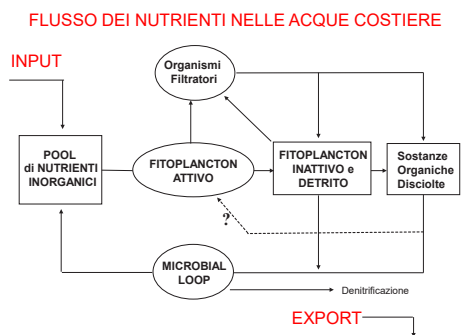 FLUSSO DEI NUTRIENTI NELLE ACQUE COSTIERE
INPUT
Organismi
Filtratori
POOL
di NUTRIENTI
INORGANICI
FITOPLANCTON
ATTIVO
FITOPLANCTON
INATTIVO e
DETRITO
Sostanze
Organiche
Disciolte
?
MICROBIAL
LOOP
Denitrificazione
EXPORT